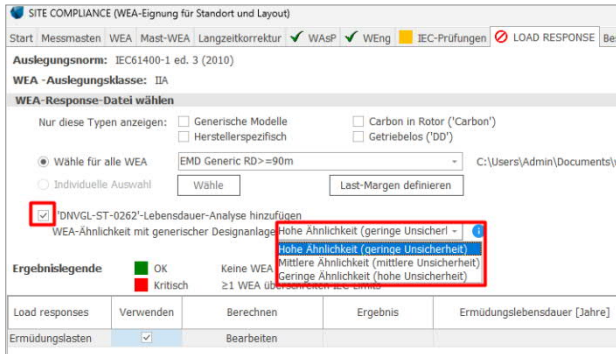 SITE COMPLIANCE (WEA-Eignung für Standort und Layout)
Start Messmasten WEA Mast-WEA Langzeitkorrektur WAsP WEng IEC-Prüfungen LOAD RESPONSE
Auslegungsnorm: IEC61400-1 ed. 3 (2010)
WEA -Auslegungsklasse: IIA
WEA-Response-Datei wählen
Nur diese Typen anzeigen: Generische Modelle Carbon in Rotor ('Carbon')
Herstellerspezifisch Getriebelos ('DD')
Wähle für alle WEA EMD Generic RD>=90m C:\Users\Admin\Documents\
Individuelle Auswahl Wähle Last-Margen definieren
'DNVGL-ST-0262'-Lebensdauer-Analyse hinzufügen
WEA-Ähnlichkeit mit generischer Designanlage Hohe Ähnlichkeit (geringe Unsicherl
Hohe Ähnlichkeit (geringe Unsicherheit)
Mittlere Ähnlichkeit (mittlere Unsicherheit)
Geringe Ähnlichkeit (hohe Unsicherheit)
Ergebnislegende OK Keine WEA
Kritisch ≥1 WEA überschreiten IEC-Limits
Load responses Verwenden Berechnen Ergebnis Ermüdungslebensdauer [Jahre]
Ermüdungslasten Bearbeiten